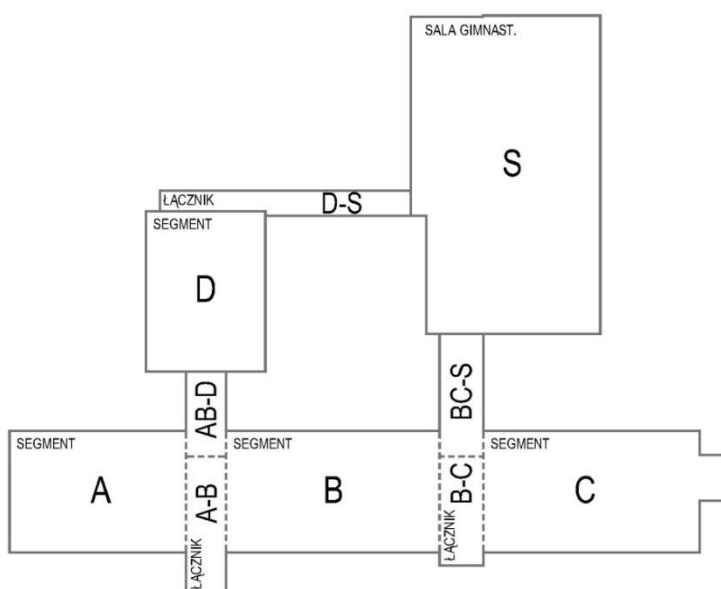 SALA GIMNAST.
S
ŁĄCZNIK
D-S
SEGMENT
D
AB-D
BC-S
SEGMENT
A
A-B
ŁĄCZNIK
SEGMENT
B
B-C
ŁĄCZNIK
SEGMENT
C